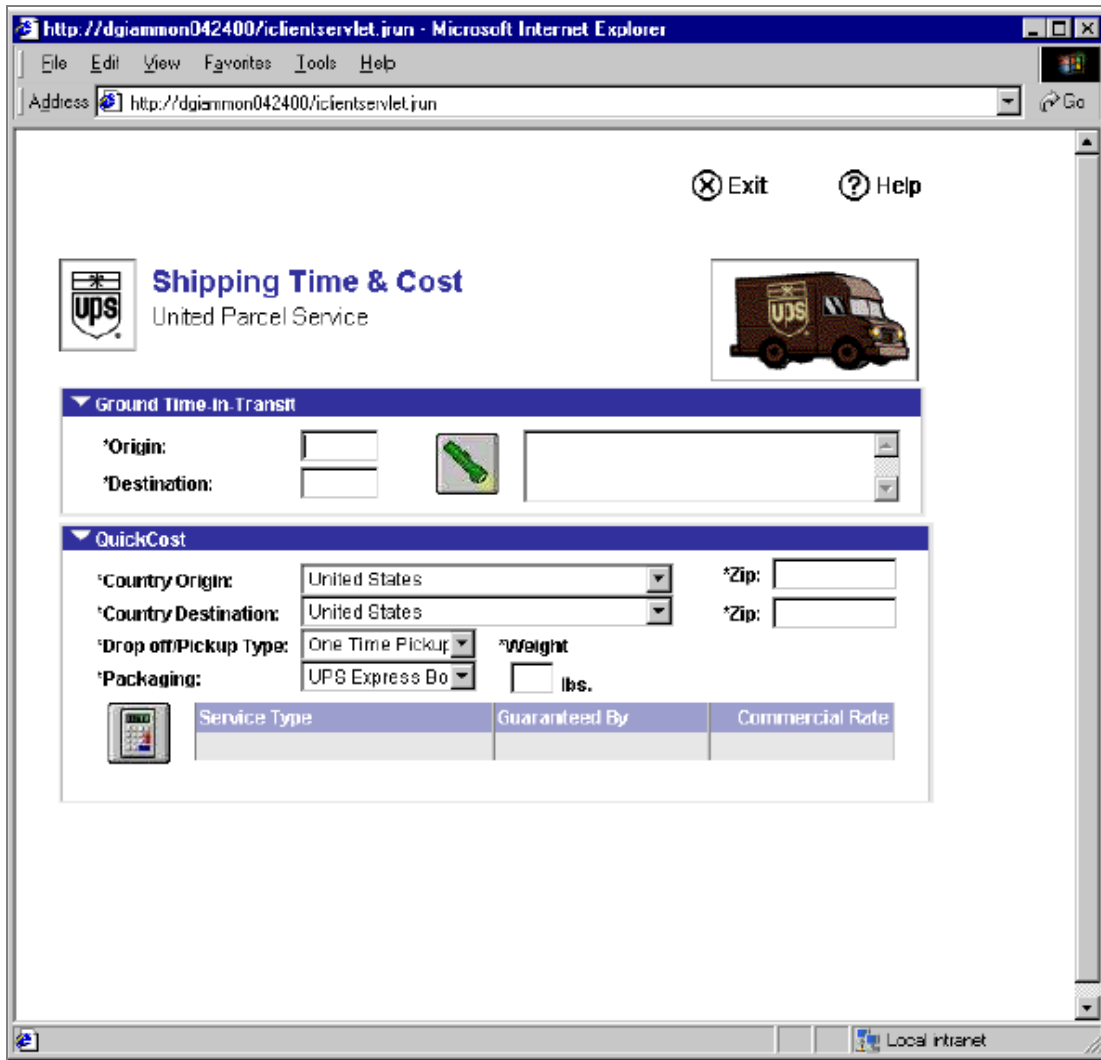 http://dgiammon042400/iclientservlet.jrun - Microsoft Internet Explorer
File Edit View Favorites Tools Help
Address http://dgiammon042400/iclientservlet.jrun Go
Exit Help
ups
Shipping Time & Cost
United Parcel Service
ups
Ground Time-in-Transit
*Origin:
*Destination:
QuickCost
*Country Origin: United States *Zip:
*Country Destination: United States *Zip:
*Drop off/Pickup Type: One Time Pickup *Weight
*Packaging: UPS Express Bo lbs.
Service Type Guaranteed By Commercial Rate
Local intranet